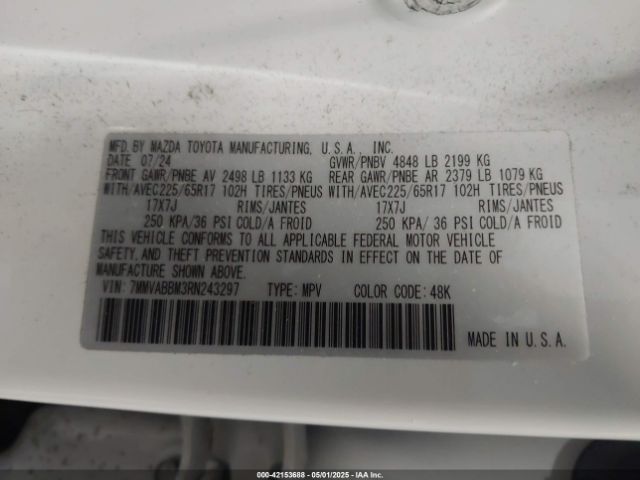 MFD. BY MAZDA TOYOTA MANUFACTURING, U.S.A., INC.
DATE 07/24 GVWR/PNBV 4848 LB 2199 KG
FRONT GAWR/PNBE AV 2498 LB 1133 KG REAR GAWR/PNBE AR 2379 LB 1079 KG
WITH/AVEC225/65R17 102H TIRES/PNEUS WITH/AVEC225/65R17 102H TIRES/PNEUS
17X7J RIMS/JANTES 17X7J RIMS/JANTES
250 KPA/36 PSI COLD/A FROID 250 KPA/ 36 PSI COLD/A FROID
THIS VEHICLE CONFORMS TO ALL APPLICABLE FEDERAL MOTOR VEHICLE
SAFETY, AND THEFT PREVENTION STANDARDS IN EFFECT ON THE DATE OF
MANUFACTURE SHOWN ABOVE.
VIN: 7MMVABBM3RN243297 TYPE: MPV COLOR CODE: 48K
MADE IN U.S.A.
000-42153688 - 05/01/2025 - IAAI.com